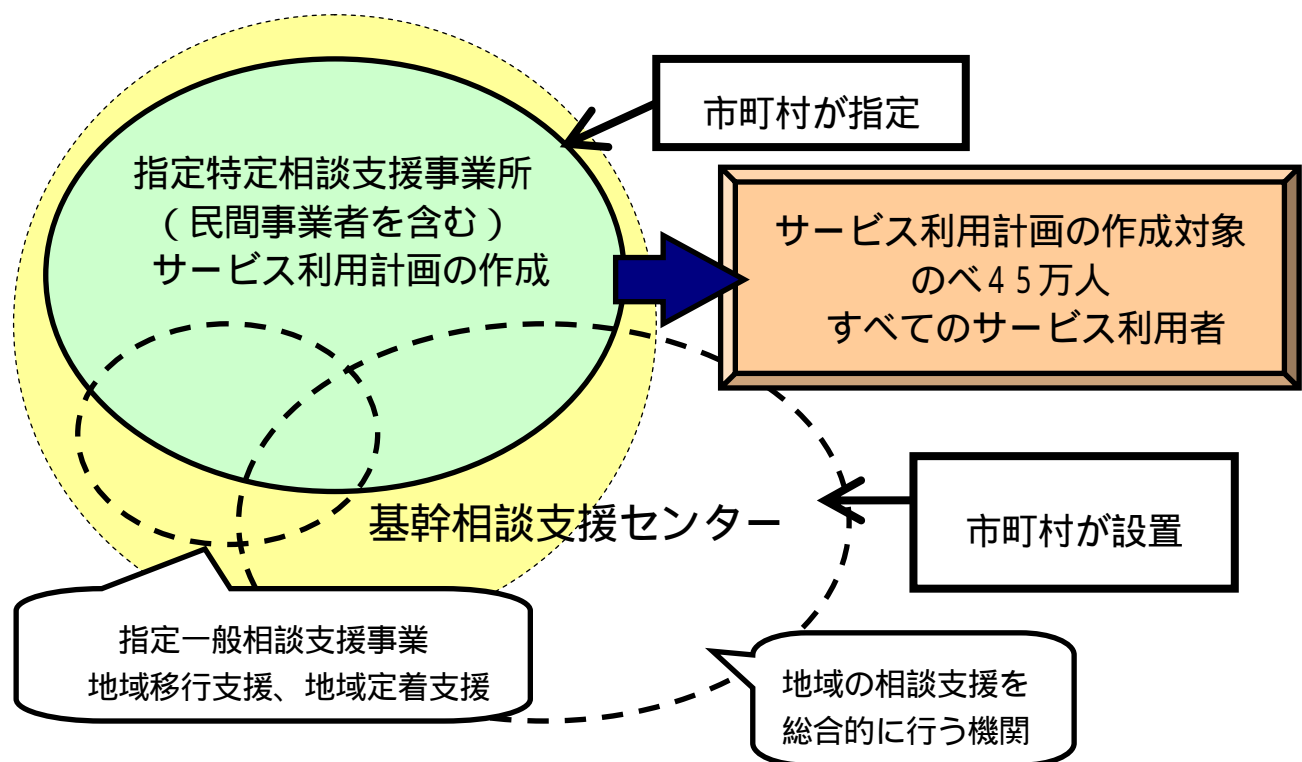 市町村が指定
指定特定相談支援事業所
（民間事業者を含む）
サービス利用計画の作成
サービス利用計画の作成対象
のべ４５万人
すべてのサービス利用者
基幹相談支援センター
市町村が設置
指定一般相談支援事業
地域移行支援、地域定着支援
地域の相談支援を
総合的に行う機関